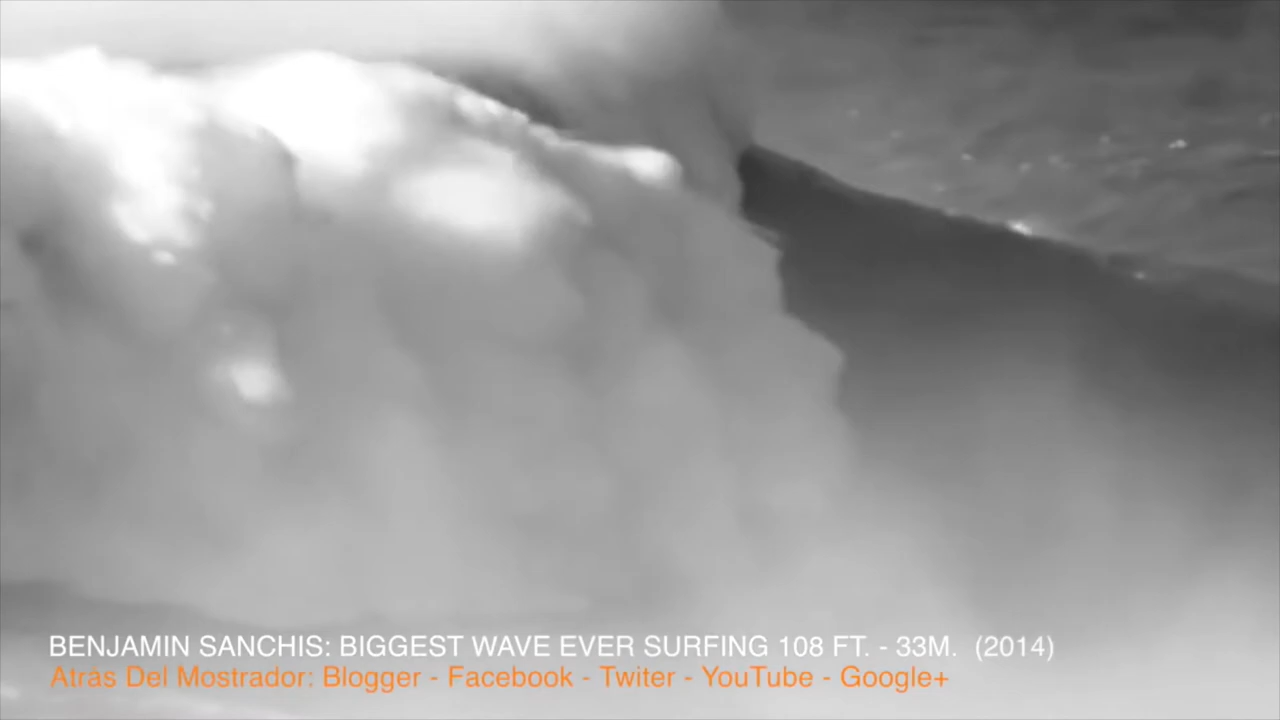 BENJAMIN SANCHIS: BIGGEST WAVE EVER SURFING 108 FT. - 33M. (2014)
Atrás Del Mostrador: Blogger - Facebook - Twiter - YouTube - Google+